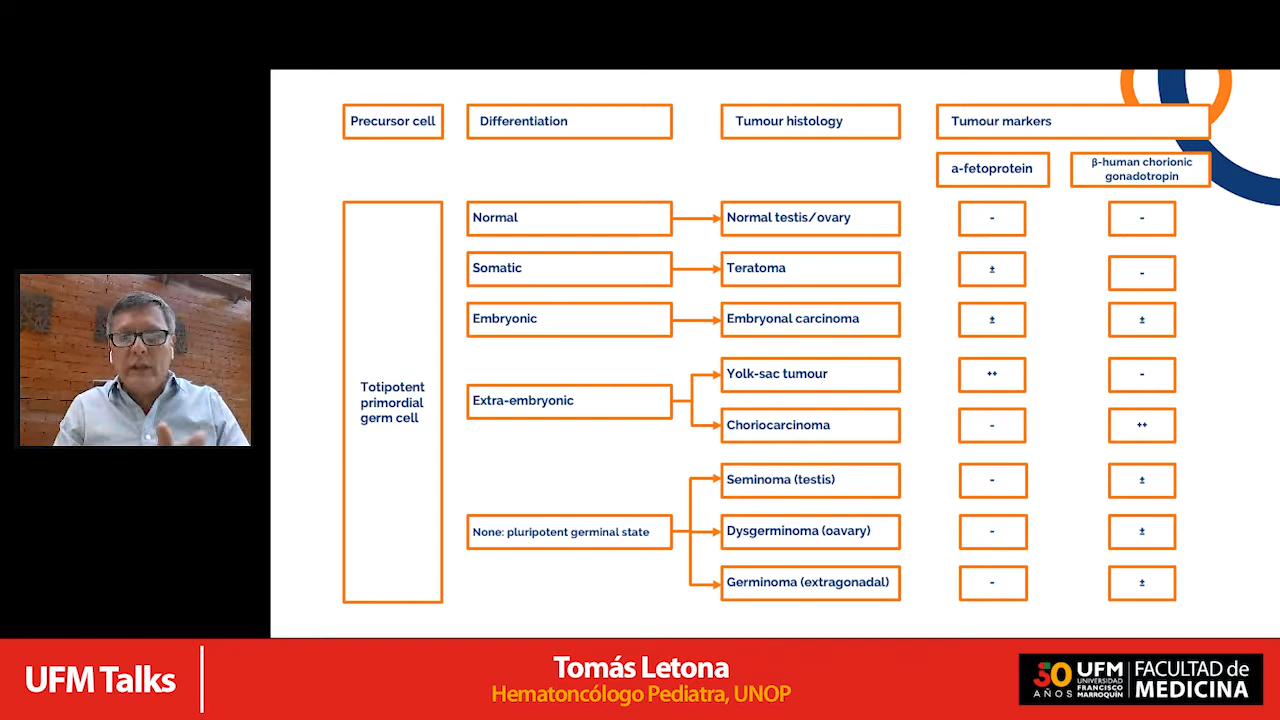 Precursor cell
Differentiation
Tumour histology
Tumour markers
a-fetoprotein
β-human chorionic
gonadotropin
Totipotent
primordial
germ cell
Normal
Normal testis/ovary
-
-
Somatic
Teratoma
±
-
Embryonic
Embryonal carcinoma
±
±
Extra-embryonic
Yolk-sac tumour
++
-
Choriocarcinoma
-
++
None: pluripotent germinal state
Seminoma (testis)
-
±
Dysgerminoma (oavary)
-
±
Germinoma (extragonadal)
-
±
UFM Talks
Tomás Letona
Hematoncólogo Pediatra, UNOP
50
AÑOS
UFM
UNIVERSIDAD
FRANCISCO
MARROQUÍN
FACULTAD de
MEDICINA